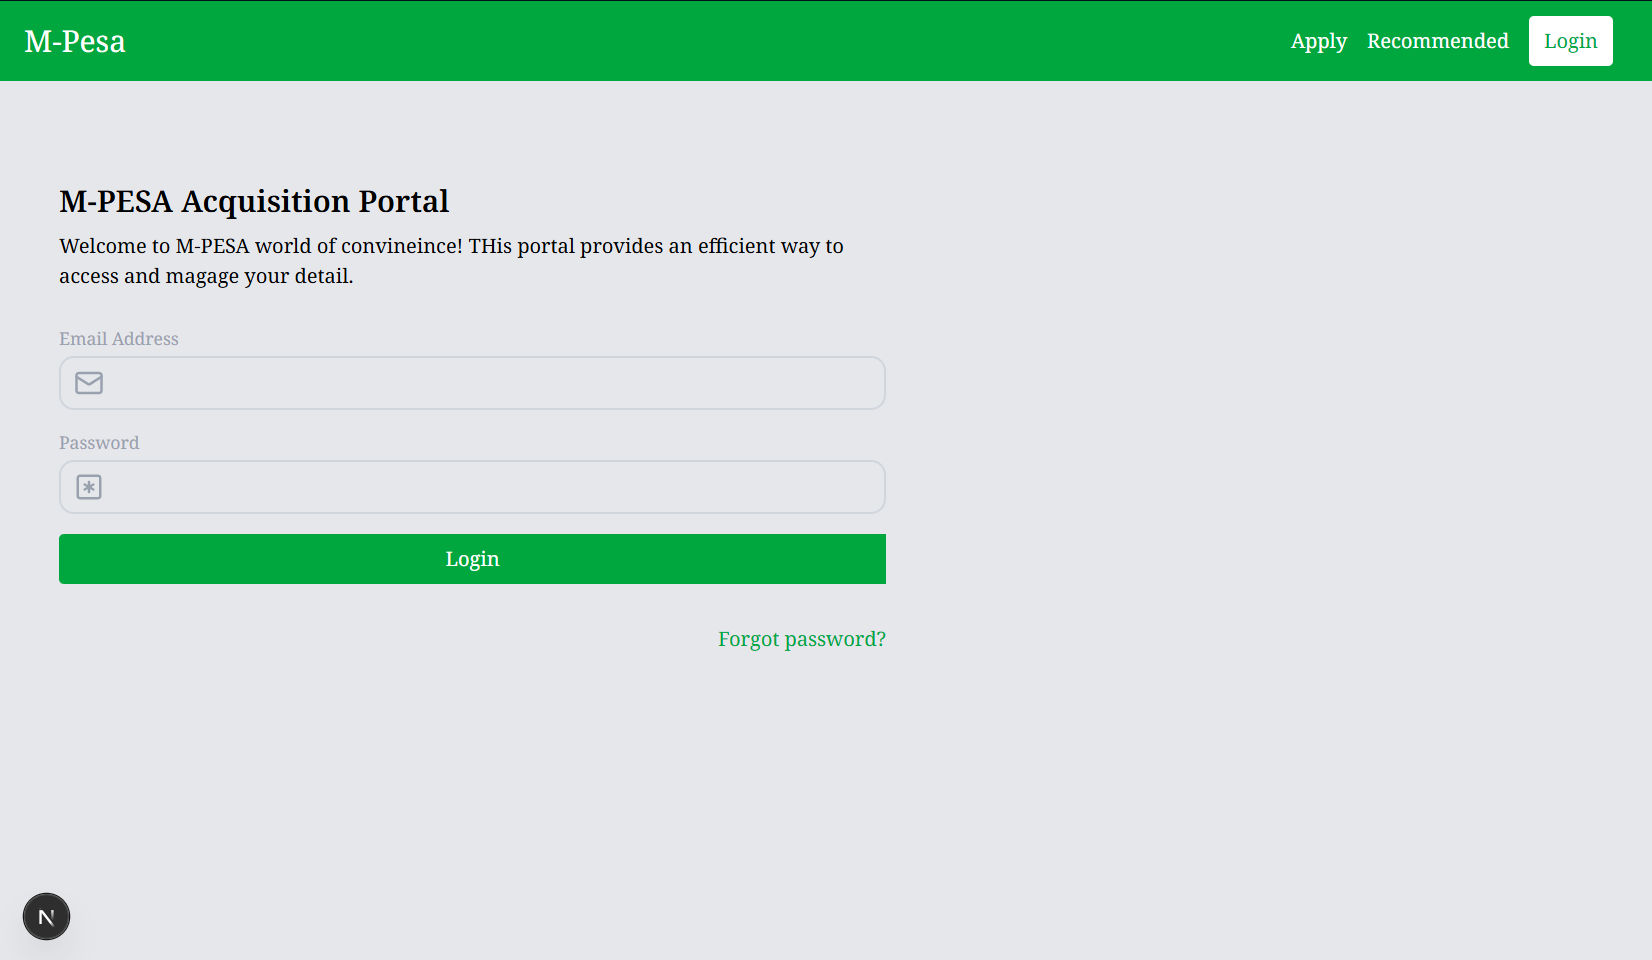 M-Pesa
Apply
Recommended
Login
M-PESA Acquisition Portal
Welcome to M-PESA world of convineince! THis portal provides an efficient way to
access and magage your detail.
Email Address
Password
Login
Forgot password?
N